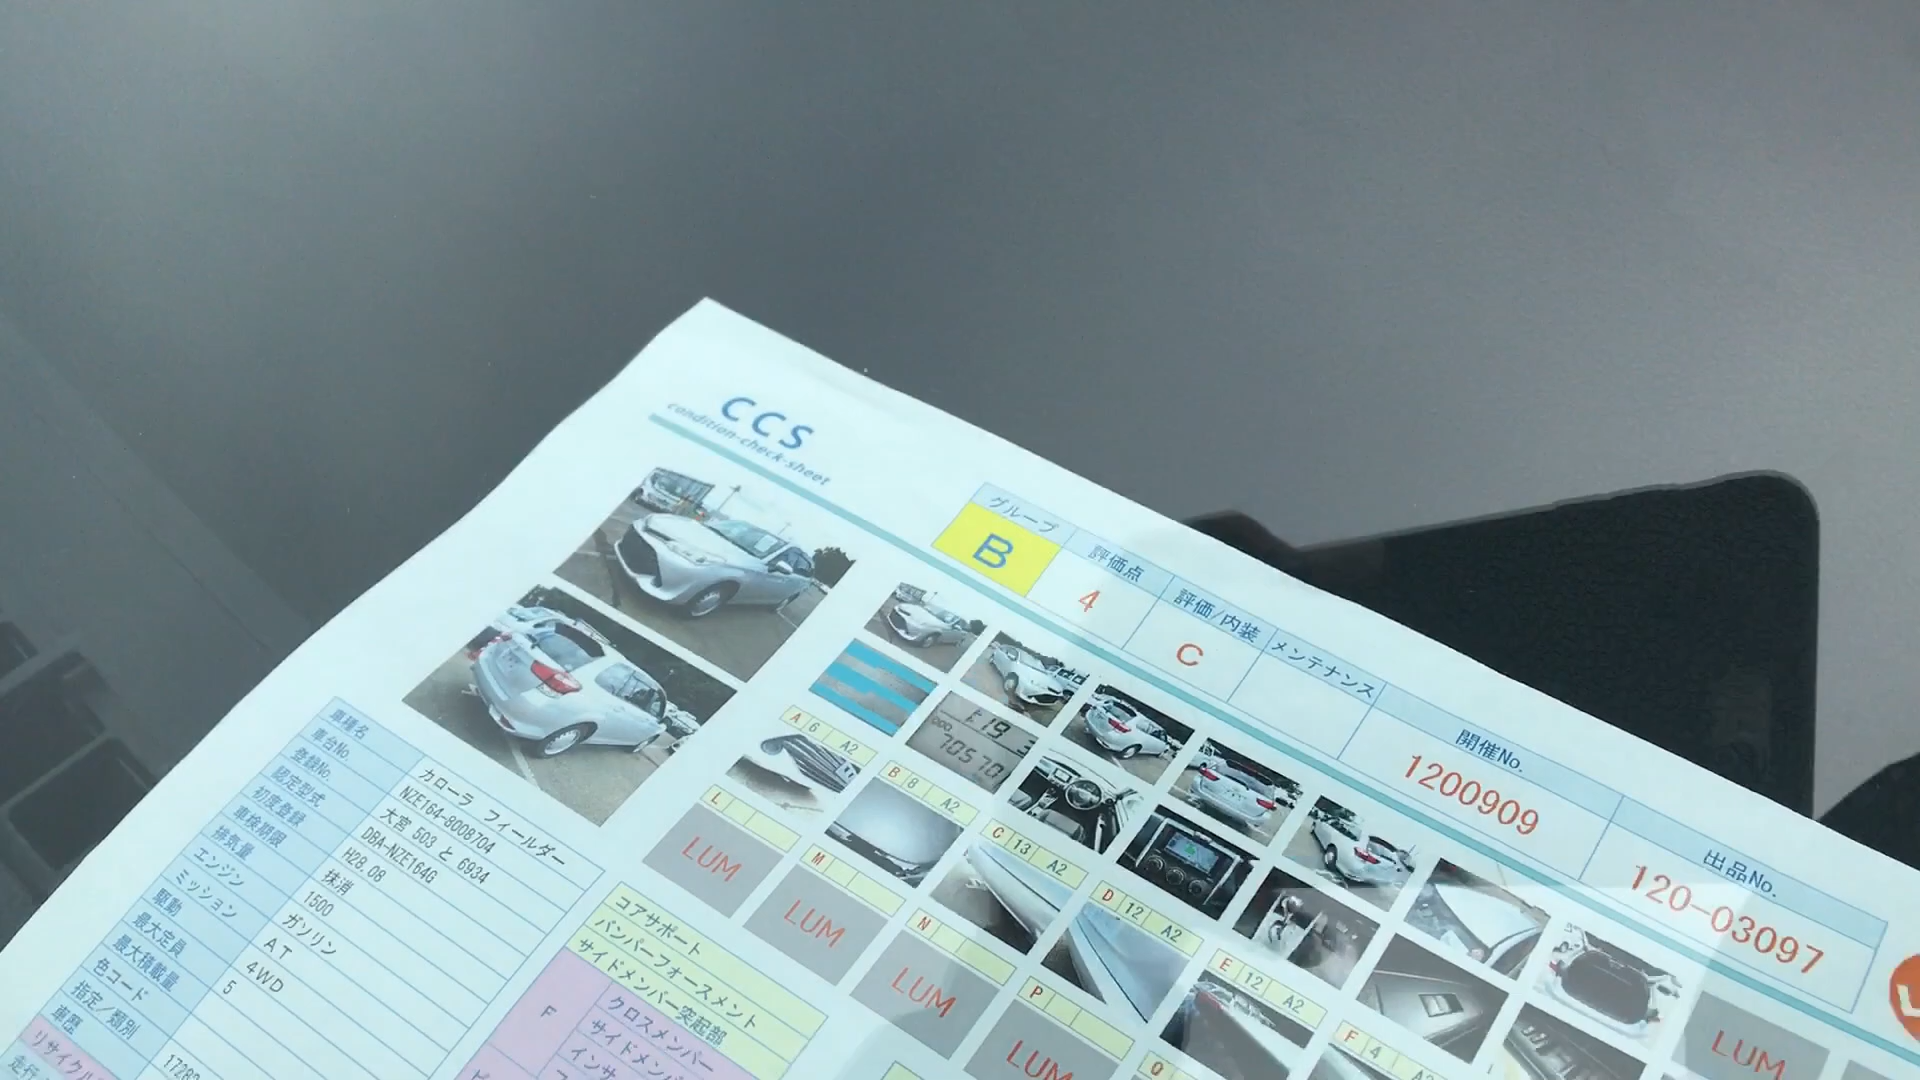 CCS
condition-check-sheet
グループ
B
評価点
4
評価/内装
C
メンテナンス
開催No.
1200909
出品No.
120-03097
車種名 カローラ フィールダー
車台No. NZE164-8008704
登録No. 大宮 503 と 6934
認定型式 DBA-NZE164G
初度登録 H28.08
車検期限 抹消
排気量 1500
エンジン ガソリン
ミッション AT
駆動 4WD
最大定員 5
最大積載量
色コード
指定/類別
車歴
リサイクル
走行
コアサポート
バンパーフォースメント
サイドメンバー突起部
F
クロスメンバー
サイドメンバ
インサ
70570
A 6 A2
B 8 A2
C 13 A2
D 12 A2
E 12 A2
F 4 A2
L
LUM
M
LUM
N
LUM
P
LUM
Q
LUM